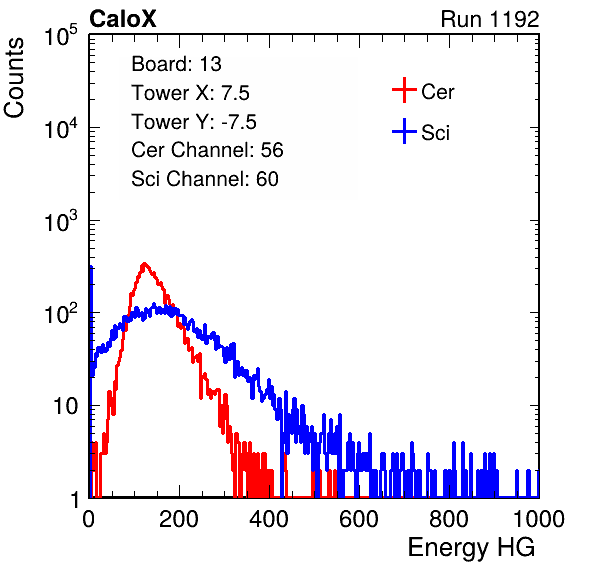 CaloX Run 1192
Counts
10^5
10^4
10^3
10^2
10
1
Board: 13
Tower X: 7.5
Tower Y: -7.5
Cer Channel: 56
Sci Channel: 60
Cer
Sci
0 200 400 600 800 1000
Energy HG